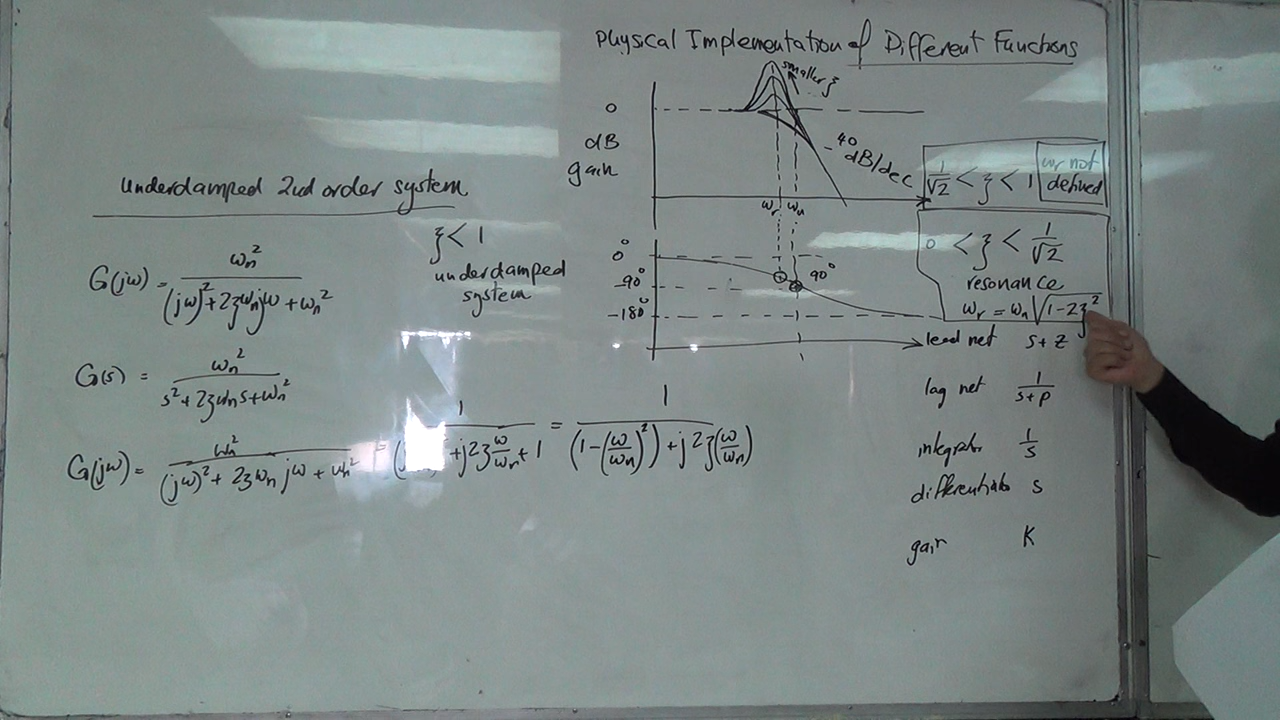 Physical Implementation of Different Functions
smaller ζ
0
dB
gain
-40 dB/dec
ωr ωn
0°
-90°
-180°
90°
Underdamped 2nd order system
ζ < 1
underdamped
system
G(jω) = ωn² / ((jω)² + 2ζωnjω + ωn²)
G(s) = ωn² / (s² + 2ζωns + ωn²)
G(jω) = ωn² / ((jω)² + 2ζωn jω + ωn²) = 1 / ( + j2ζ ω/ωn + 1 = 1 / ((1-(ω/ωn)²) + j2ζ(ω/ωn))
1/√2 < ζ < 1 ωr not
defined
0 < ζ < 1/√2
resonance
ωr = ωn √(1-2ζ²)
lead net s+z
lag net 1/(s+p)
integrator 1/s
differentiator s
gain K